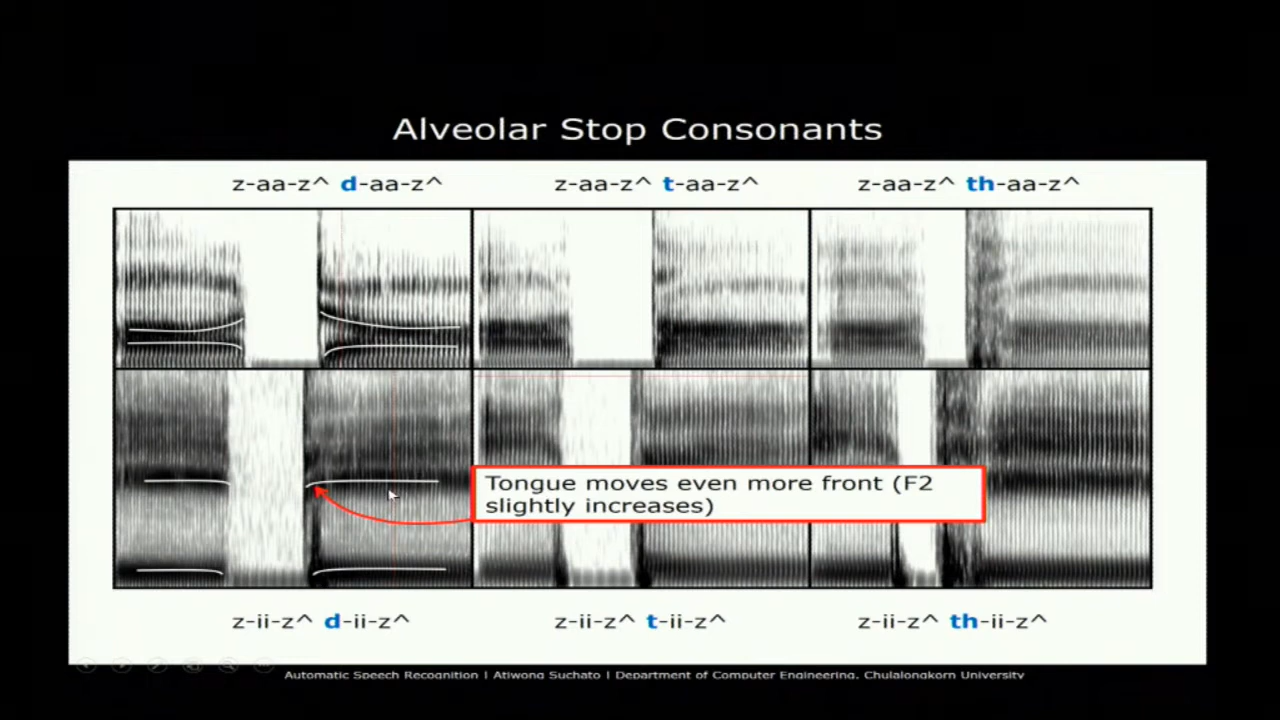 Alveolar Stop Consonants
z-aa-z^ d-aa-z^
z-aa-z^ t-aa-z^
z-aa-z^ th-aa-z^
Tongue moves even more front (F2
slightly increases)
z-ii-z^ d-ii-z^
z-ii-z^ t-ii-z^
z-ii-z^ th-ii-z^
Automatic Speech Recognition | Atiwong Suchato | Department of Computer Engineering, Chulalongkorn University